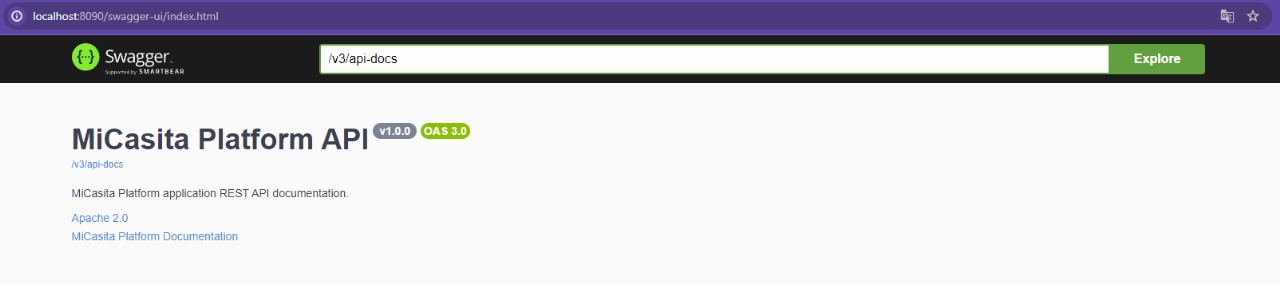 localhost:8090/swagger-ui/index.html
Swagger.
Supported by SMARTBEAR
/v3/api-docs
Explore
MiCasita Platform API v1.0.0 OAS 3.0
/v3/api-docs
MiCasita Platform application REST API documentation.
Apache 2.0
MiCasita Platform Documentation